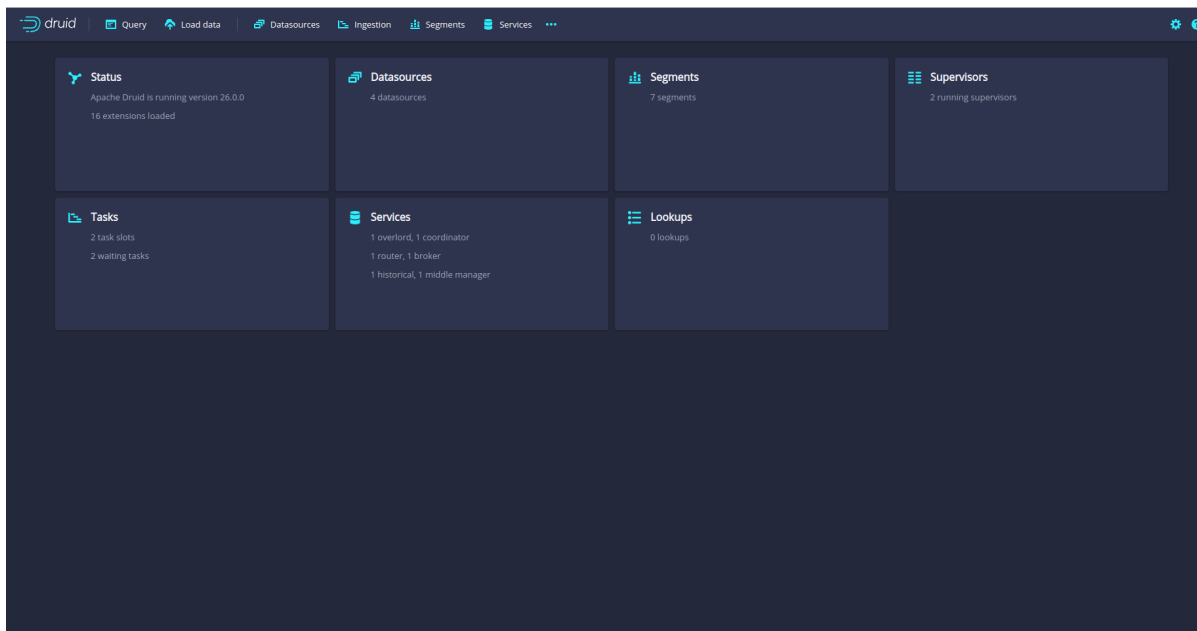 druid Query Load data Datasources Ingestion Segments Services
Status
Apache Druid is running version 26.0.0
16 extensions loaded
Datasources
4 datasources
Segments
7 segments
Supervisors
2 running supervisors
Tasks
2 task slots
2 waiting tasks
Services
1 overlord, 1 coordinator
1 router, 1 broker
1 historical, 1 middle manager
Lookups
0 lookups